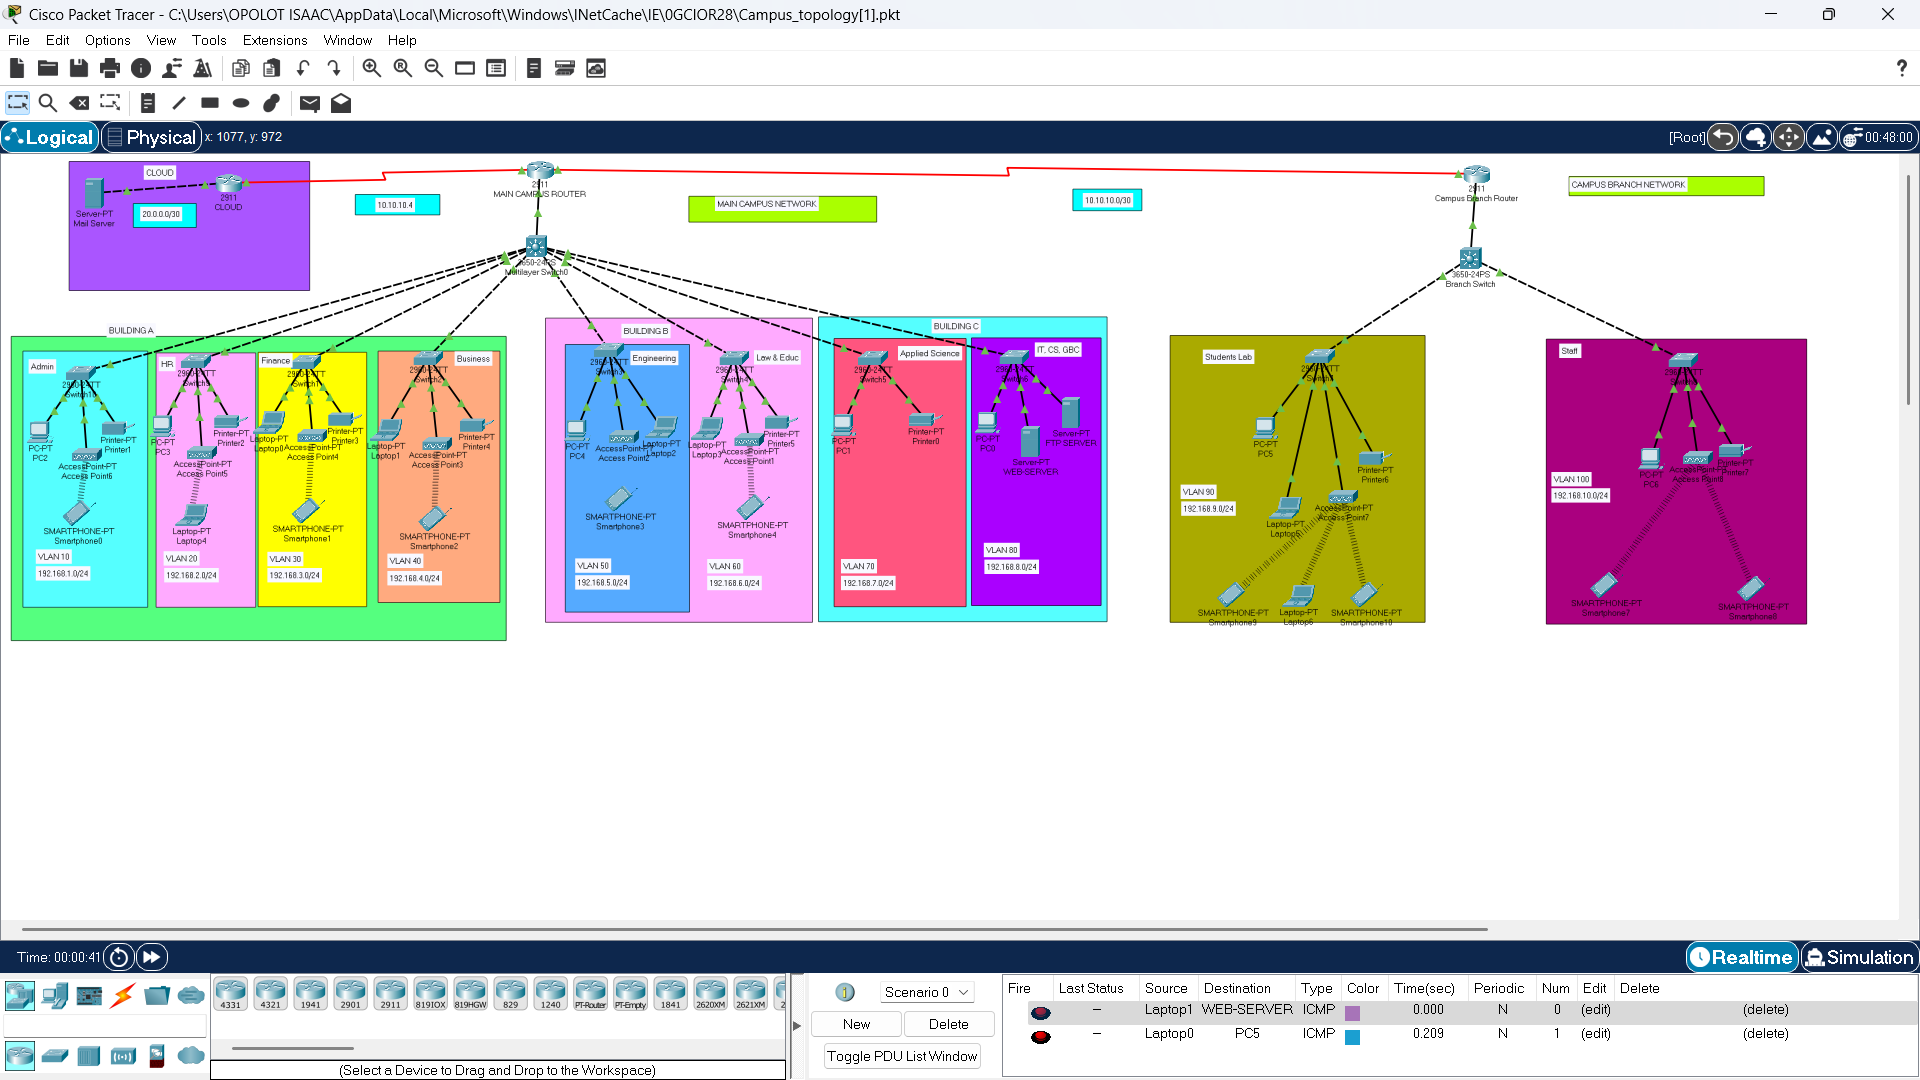 Cisco Packet Tracer - C:\Users\OPOLOT ISAAC\AppData\Local\Microsoft\Windows\INetCache\IE\0GCIOR28\Campus_topology[1].pkt
File Edit Options View Tools Extensions Window Help
?
Logical Physical x: 1077, y: 972 [Root] 00:48:00
CLOUD
Server-PT
Mail Server
20.0.0.0/30
2911
CLOUD
10.10.10.4
2911
MAIN CAMPUS ROUTER
MAIN CAMPUS NETWORK
10.10.10.0/30
2911
Campus Branch Router
CAMPUS BRANCH NETWORK
3650-24PS
Multilayer Switch0
3650-24PS
Branch Switch
BUILDING A
Admin
2960-24TT
Switch10
PC-PT
PC2
Printer-PT
Printer1
AccessPoint-PT
Access Point6
SMARTPHONE-PT
Smartphone0
VLAN 10
192.168.1.0/24
HR
2960-24TT
PC-PT
PC3
Printer-PT
Printer2
AccessPoint-PT
Access Point5
Laptop-PT
Laptop4
VLAN 20
192.168.2.0/24
Finance
2960-24TT
Switch1
Laptop-PT
Laptop0
Printer-PT
Printer3
AccessPoint-PT
Access Point4
SMARTPHONE-PT
Smartphone1
VLAN 30
192.168.3.0/24
Business
2960-24TT
Switch2
Laptop-PT
Laptop1
Printer-PT
Printer4
AccessPoint-PT
Access Point3
SMARTPHONE-PT
Smartphone2
VLAN 40
192.168.4.0/24
BUILDING B
Engineering
2960-24TT
Switch3
PC-PT
PC4
AccessPoint-PT
Access Point2
Laptop-PT
Laptop2
SMARTPHONE-PT
Smartphone3
VLAN 50
192.168.5.0/24
Law & Educ
2960-24TT
Switch4
Laptop-PT
Laptop3
Printer-PT
Printer5
AccessPoint-PT
Access Point1
SMARTPHONE-PT
Smartphone4
VLAN 60
192.168.6.0/24
BUILDING C
Applied Science
2960-24TT
Switch5
PC-PT
PC1
Printer-PT
Printer0
VLAN 70
192.168.7.0/24
IT, CS, GBC
2960-24TT
Switch6
PC-PT
PC0
Server-PT
FTP SERVER
Server-PT
WEB-SERVER
VLAN 80
192.168.8.0/24
Students Lab
2960-24TT
PC-PT
PC5
Printer-PT
Printer6
VLAN 90
192.168.9.0/24
Laptop-PT
AccessPoint-PT
Access Point7
SMARTPHONE-PT
Smartphone9
Laptop-PT
Laptop6
SMARTPHONE-PT
Smartphone10
Staff
2960-24TT
VLAN 100
192.168.10.0/24
PC-PT
PC6
AccessPoint-PT
Printer-PT
Printer7
SMARTPHONE-PT
Smartphone7
SMARTPHONE-PT
Smartphone8
Time: 00:00:41 Realtime Simulation
4331 4321 1941 2901 2911 819IOX 819HGW 829 1240 PT-Router PT-Empty 1841 2620XM 2621XM
(Select a Device to Drag and Drop to the Workspace)
Scenario 0
New Delete
Toggle PDU List Window
Fire Last Status Source Destination Type Color Time(sec) Periodic Num Edit Delete
-- Laptop1 WEB-SERVER ICMP 0.000 N 0 (edit) (delete)
-- Laptop0 PC5 ICMP 0.209 N 1 (edit) (delete)